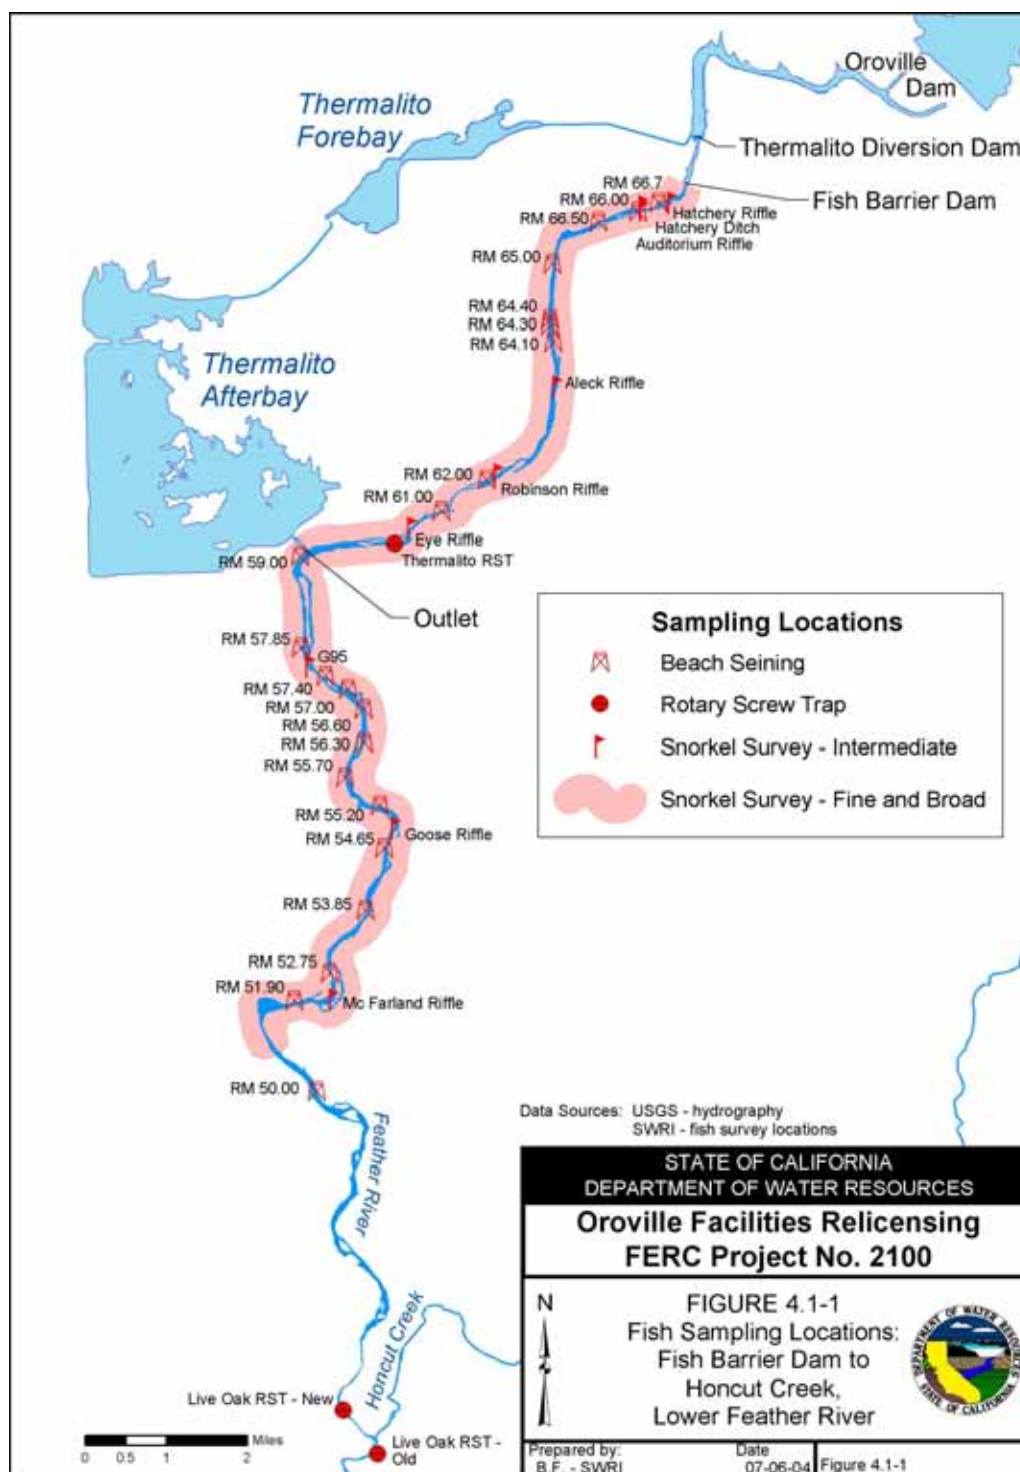 Oroville
Dam
Thermalito
Forebay
Thermalito Diversion Dam
RM 66.7
Fish Barrier Dam
RM 66.00
Hatchery Riffle
RM 66.50
Hatchery Ditch
Auditorium Riffle
RM 65.00
RM 64.40
RM 64.30
RM 64.10
Thermalito
Afterbay
Aleck Riffle
RM 62.00
Robinson Riffle
RM 61.00
Eye Riffle
Thermalito RST
RM 59.00
Outlet
RM 57.85
G95
RM 57.40
RM 57.00
RM 56.60
RM 56.30
RM 55.70
RM 55.20
Goose Riffle
RM 54.65
RM 53.85
RM 52.75
RM 51.90
Mc Farland Riffle
RM 50.00
Feather River
Honcut Creek
Live Oak RST - New
Live Oak RST -
Old
Miles
0 0.5 1 2
Sampling Locations
Beach Seining
Rotary Screw Trap
Snorkel Survey - Intermediate
Snorkel Survey - Fine and Broad
Data Sources: USGS - hydrography
SWRI - fish survey locations
STATE OF CALIFORNIA
DEPARTMENT OF WATER RESOURCES
Oroville Facilities Relicensing
FERC Project No. 2100
N
FIGURE 4.1-1
Fish Sampling Locations:
Fish Barrier Dam to
Honcut Creek,
Lower Feather River
DEPARTMENT OF WATER RESOURCES
STATE OF CALIFORNIA
Prepared by:
B.F. - SWRI
Date
07-06-04
Figure 4.1-1